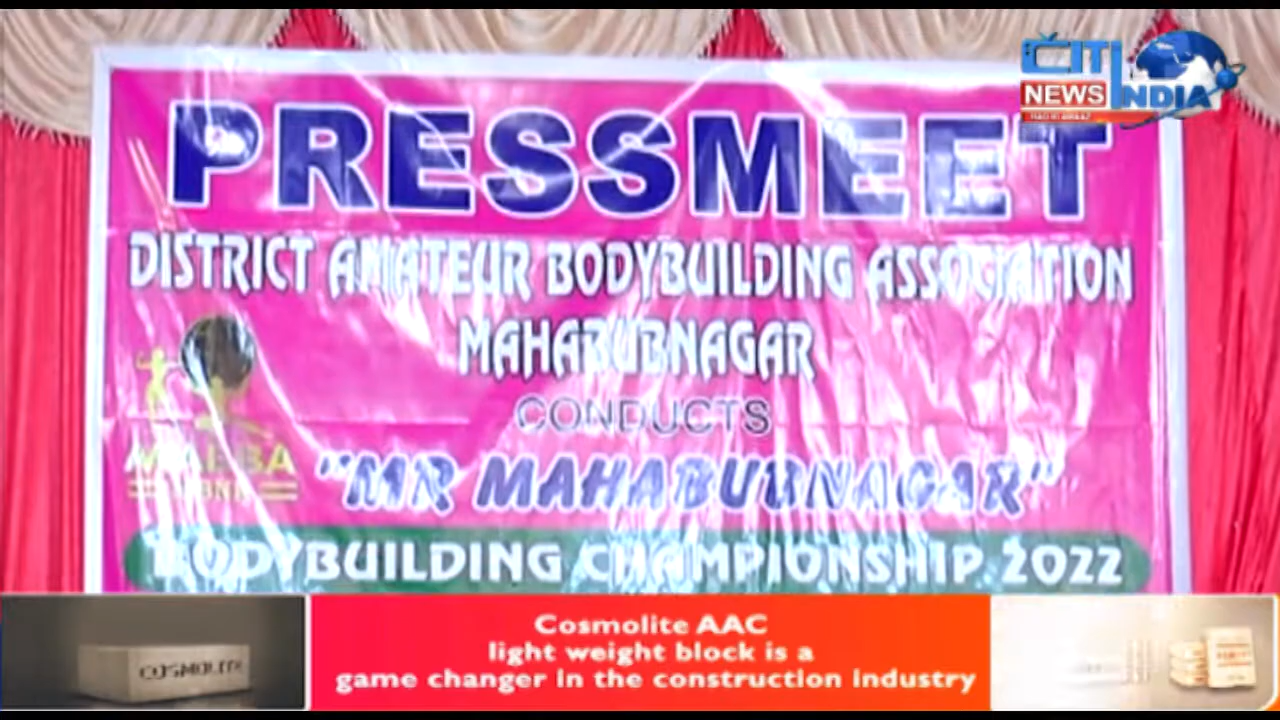 CITI
NEWS INDIA
PRESSMEET
DISTRICT AMATEUR BODYBUILDING ASSOCIATION
MAHABUBNAGAR
CONDUCTS
"MR MAHABUBNAGAR"
BODYBUILDING CHAMPIONSHIP 2022
Cosmolite AAC
light weight block is a
game changer in the construction industry
COSMOLITE